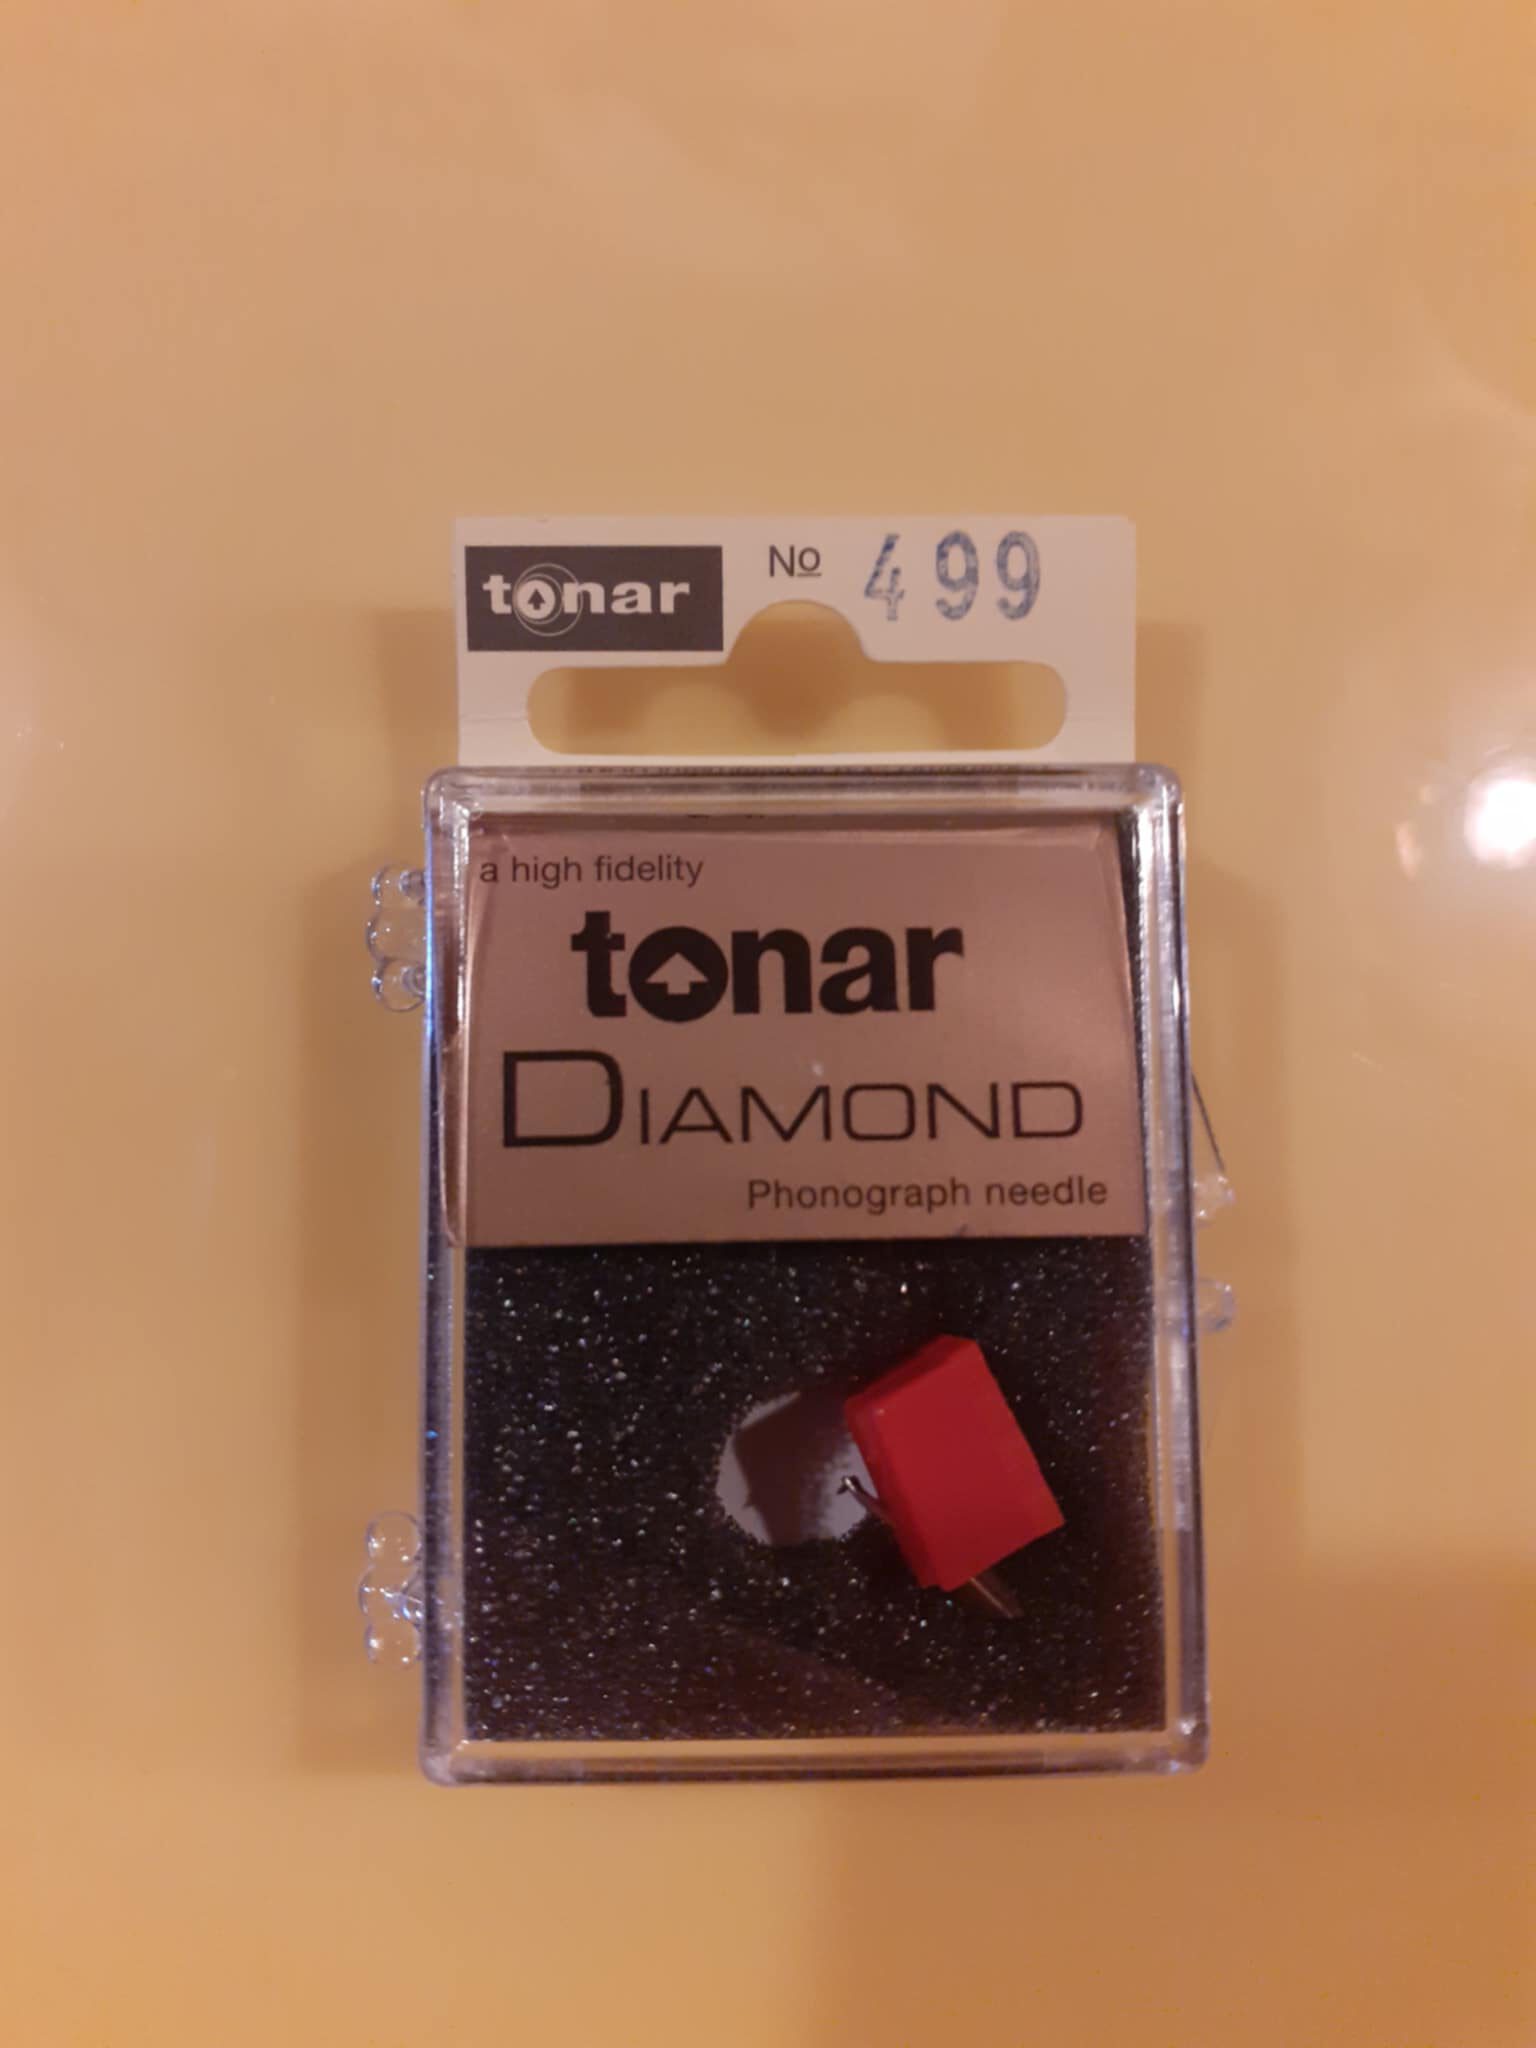 tonar
No 499
a high fidelity
tonar
DIAMOND
Phonograph needle